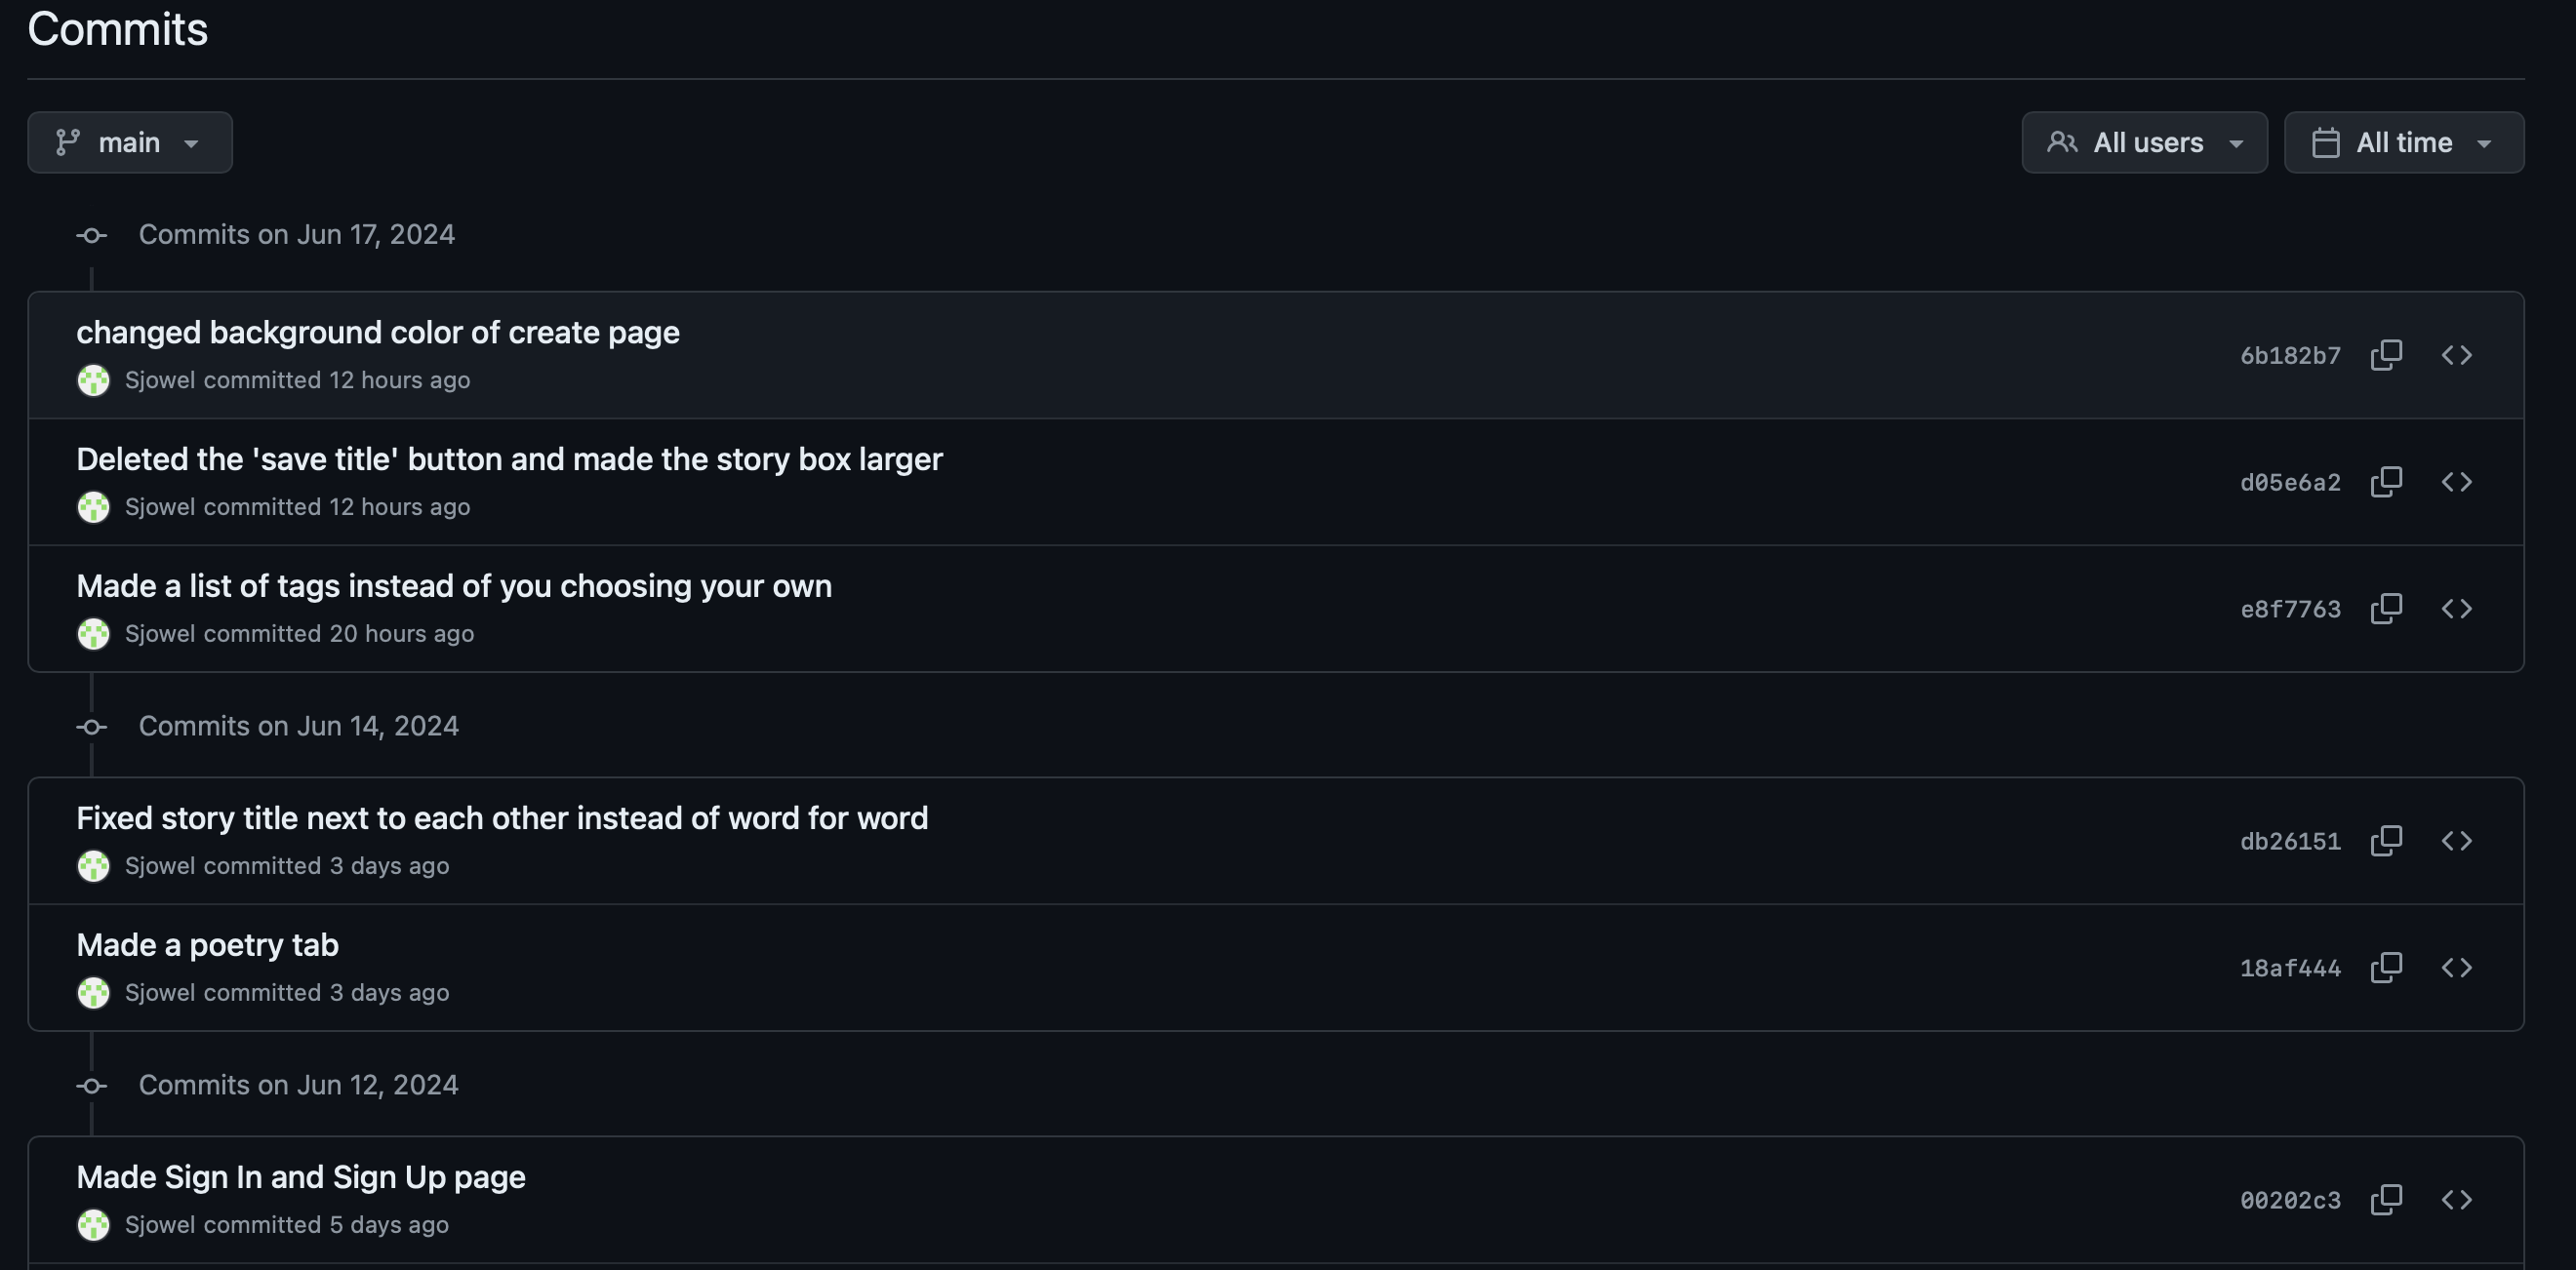 Commits
main
All users
All time
Commits on Jun 17, 2024
changed background color of create page
Sjowel committed 12 hours ago
6b182b7
Deleted the 'save title' button and made the story box larger
Sjowel committed 12 hours ago
d05e6a2
Made a list of tags instead of you choosing your own
Sjowel committed 20 hours ago
e8f7763
Commits on Jun 14, 2024
Fixed story title next to each other instead of word for word
Sjowel committed 3 days ago
db26151
Made a poetry tab
Sjowel committed 3 days ago
18af444
Commits on Jun 12, 2024
Made Sign In and Sign Up page
Sjowel committed 5 days ago
00202c3